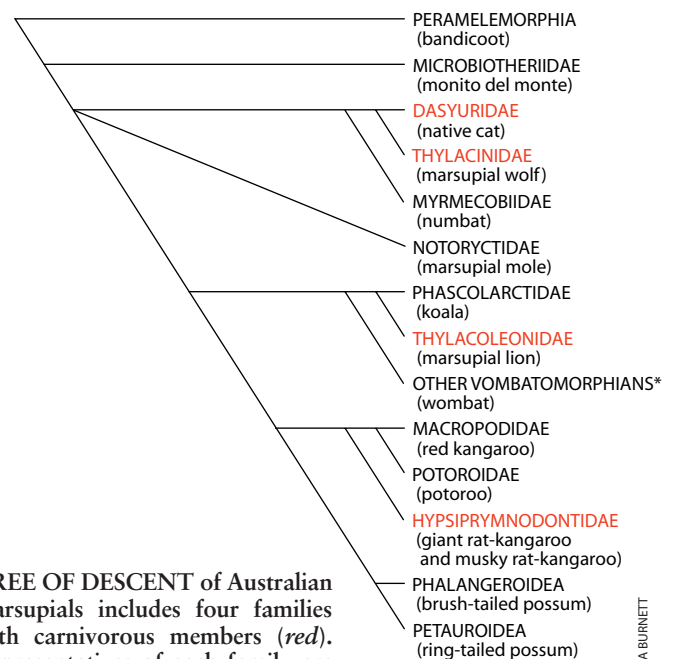 PERAMELEMORPHIA
(bandicoot)
MICROBIOTHERIIDAE
(monito del monte)
DASYURIDAE
(native cat)
THYLACINIDAE
(marsupial wolf)
MYRMECOBIIDAE
(numbat)
NOTORYCTIDAE
(marsupial mole)
PHASCOLARCTIDAE
(koala)
THYLACOLEONIDAE
(marsupial lion)
OTHER VOMBATOMORPHIANS*
(wombat)
MACROPODIDAE
(red kangaroo)
POTOROIDAE
(potoroo)
HYPSIPRYMNODONTIDAE
(giant rat-kangaroo
and musky rat-kangaroo)
PHALANGEROIDEA
(brush-tailed possum)
PETAUROIDEA
(ring-tailed possum)
REE OF DESCENT of Australian
arsupials includes four families
th carnivorous members (red).
A BURNETT